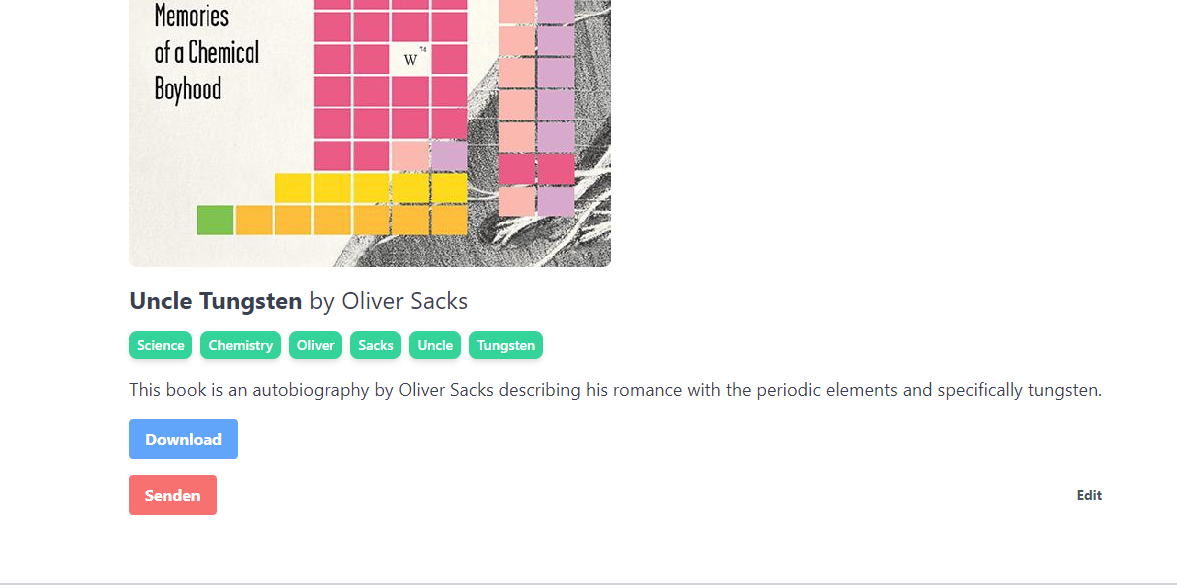 Memories
of a Chemical
Boyhood
W 74
Uncle Tungsten by Oliver Sacks
Science Chemistry Oliver Sacks Uncle Tungsten
This book is an autobiography by Oliver Sacks describing his romance with the periodic elements and specifically tungsten.
Download
Senden
Edit